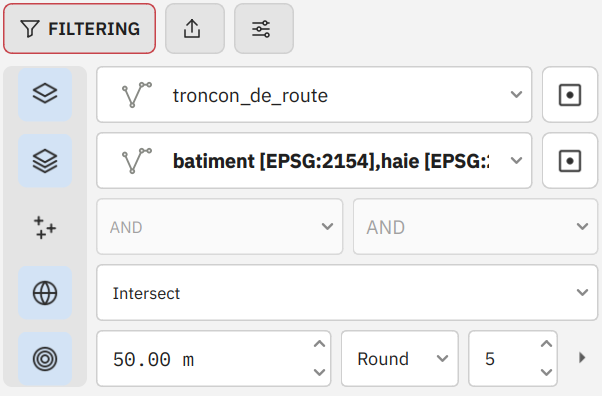 FILTERING
troncon_de_route
batiment [EPSG:2154],haie [EPSG:
AND AND
Intersect
50.00 m Round 5